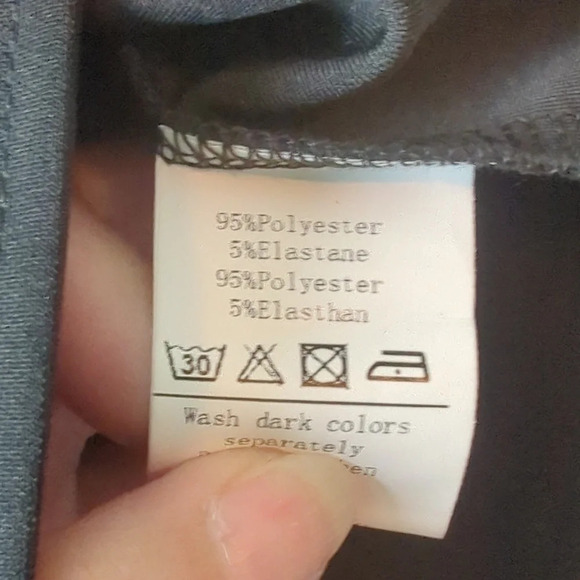 95%Polyester
5%Elastane
95%Polyester
5%Elasthan
30
Wash dark colors
separately